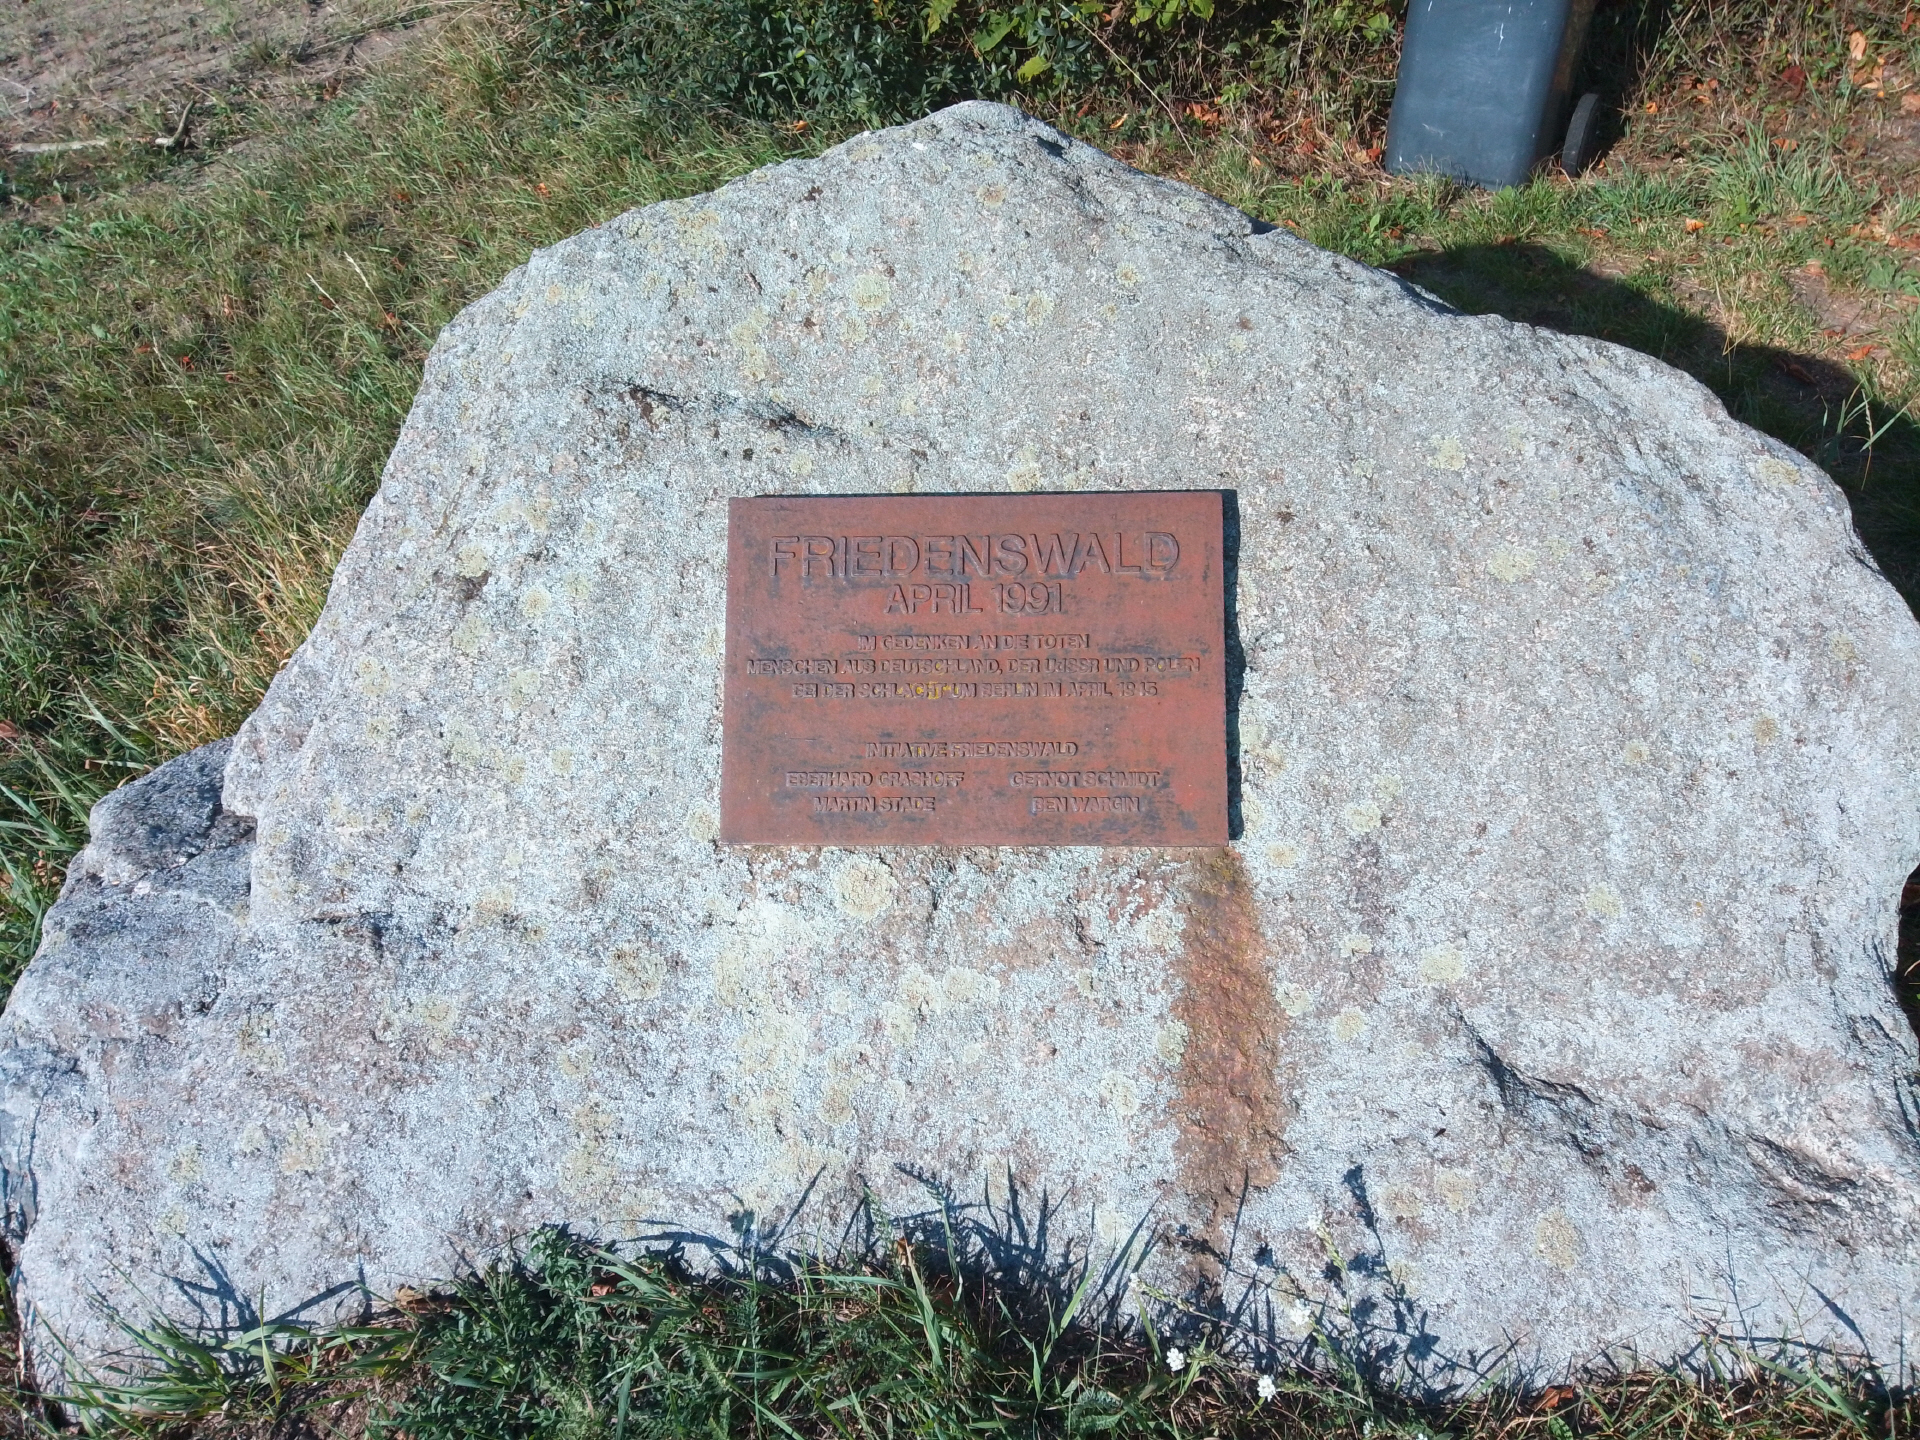 FRIEDENSWALD
APRIL 1991
IM GEDENKEN AN DIE TOTEN
MENSCHEN AUS DEUTSCHLAND, DER UdSSR UND POLEN
BEI DER SCHLACHT UM BERLIN IM APRIL 1945
INITIATIVE FRIEDENSWALD
EBERHARD GRASHOFF GERNOT SCHMIDT
MARTIN STADE BEN WARGIN